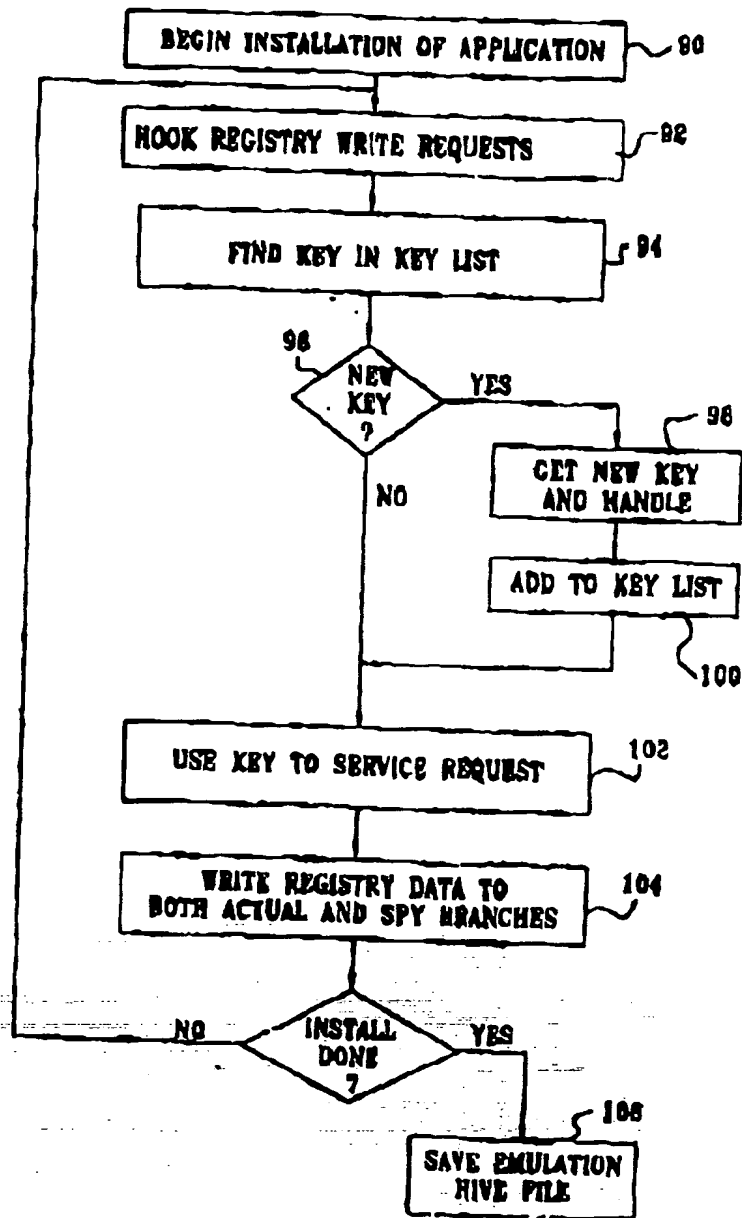 BEGIN INSTALLATION OF APPLICATION
90
HOOK REGISTRY WRITE REQUESTS
92
FIND KEY IN KEY LIST
94
96
NEW
KEY
?
YES
NO
98
GET NEW KEY
AND HANDLE
ADD TO KEY LIST
100
USE KEY TO SERVICE REQUEST
102
WRITE REGISTRY DATA TO
BOTH ACTUAL AND SPY BRANCHES
104
NO
INSTALL
DONE
?
YES
106
SAVE EMULATION
HIVE FILE